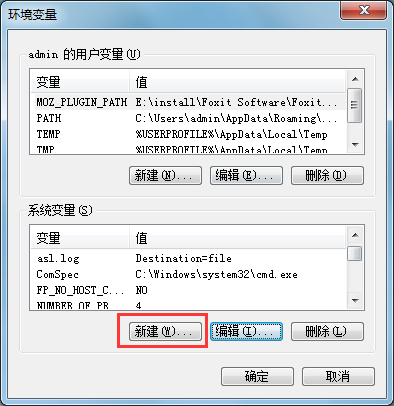 环境变量
admin 的用户变量(U)
变量 值
MOZ_PLUGIN_PATH E:\install\Foxit Software\Foxit...
PATH C:\Users\admin\AppData\Roaming\...
TEMP %USERPROFILE%\AppData\Local\Temp
TMP %USERPROFILE%\AppData\Local\Temp
新建(N)... 编辑(E)... 删除(D)
系统变量(S)
变量 值
asl.log Destination=file
ComSpec C:\Windows\system32\cmd.exe
FP_NO_HOST_C... NO
NUMBER_OF_PR 4
新建(W)... 编辑(I)... 删除(L)
确定 取消